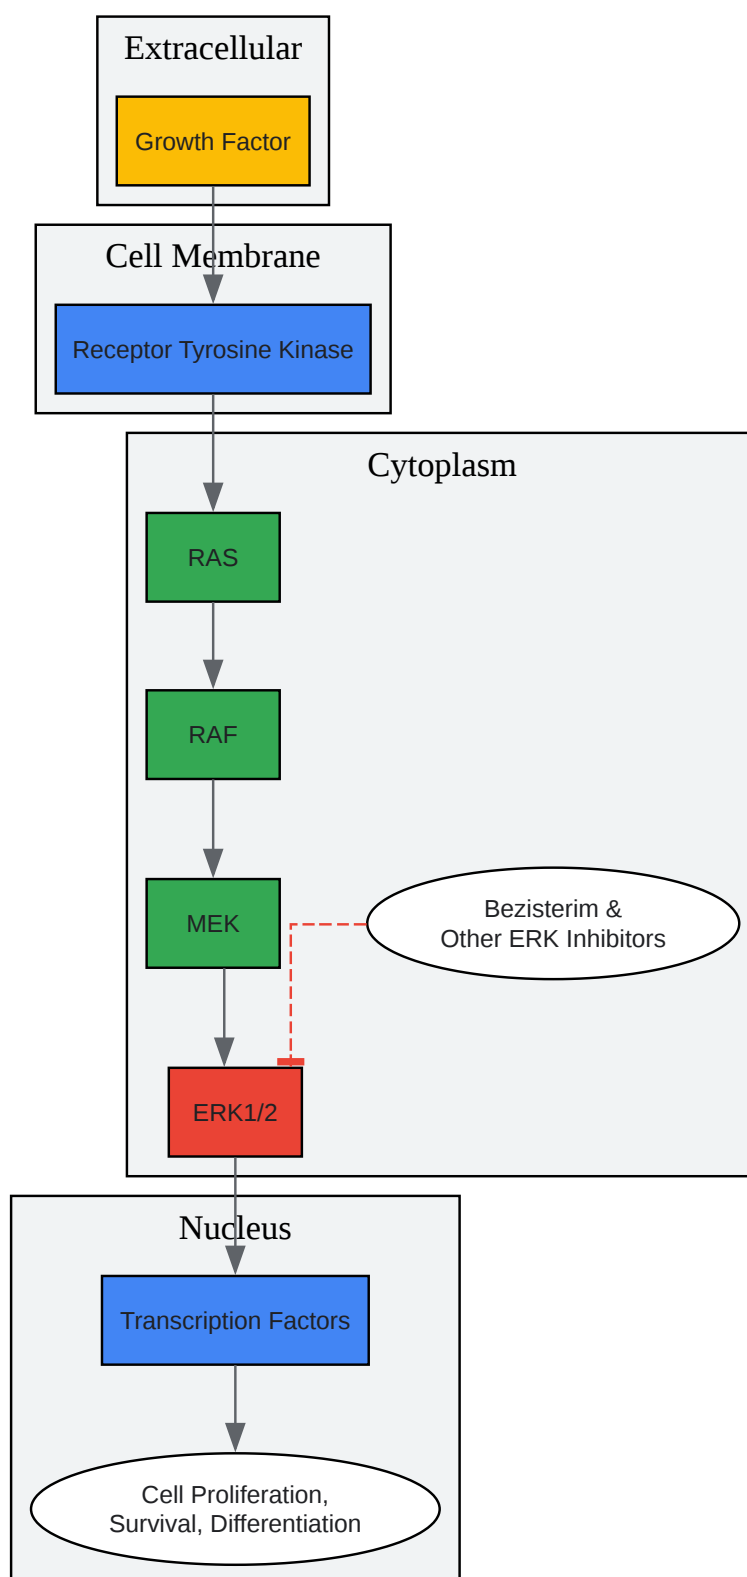 Extracellular
Growth Factor
Cell Membrane
Receptor Tyrosine Kinase
Cytoplasm
RAS
RAF
MEK
Bezisterim &
Other ERK Inhibitors
ERK1/2
Nucleus
Transcription Factors
Cell Proliferation,
Survival, Differentiation